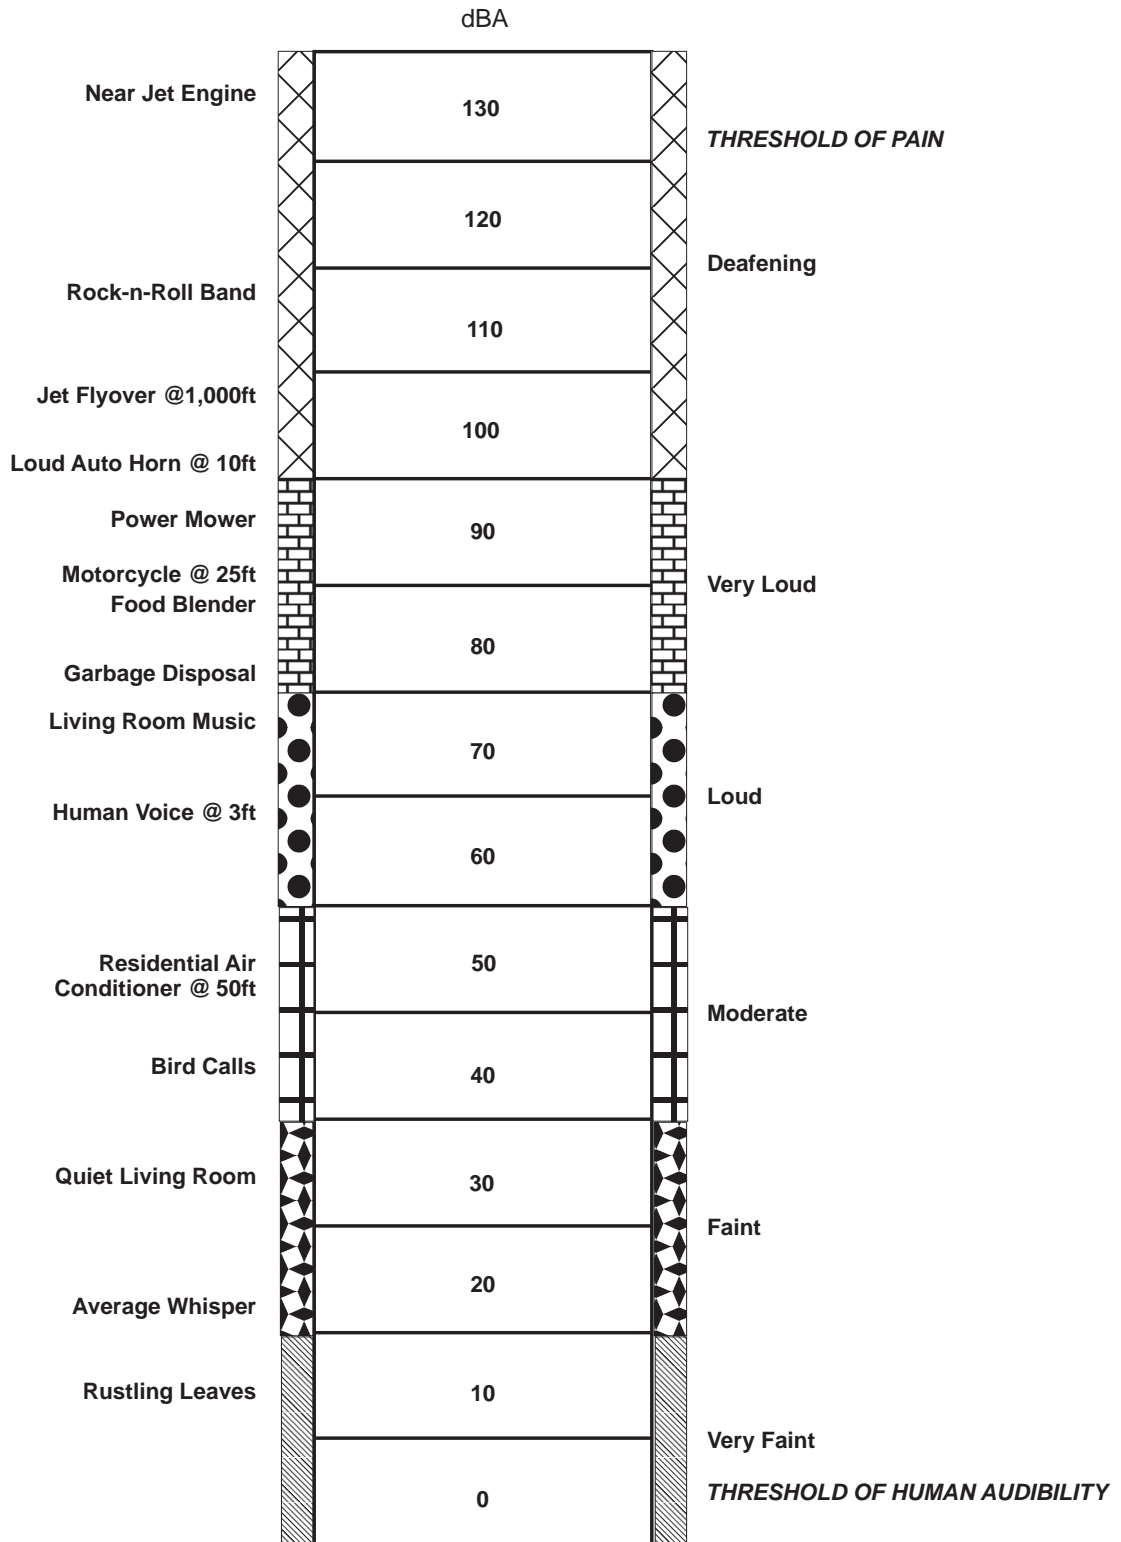 dBA
Near Jet Engine
130
THRESHOLD OF PAIN
120
Deafening
Rock-n-Roll Band
110
Jet Flyover @1,000ft
100
Loud Auto Horn @ 10ft
Power Mower
90
Motorcycle @ 25ft
Very Loud
Food Blender
80
Garbage Disposal
Living Room Music
70
Loud
Human Voice @ 3ft
60
50
Residential Air
Conditioner @ 50ft
Moderate
Bird Calls
40
Quiet Living Room
30
Faint
20
Average Whisper
Rustling Leaves
10
Very Faint
THRESHOLD OF HUMAN AUDIBILITY
0